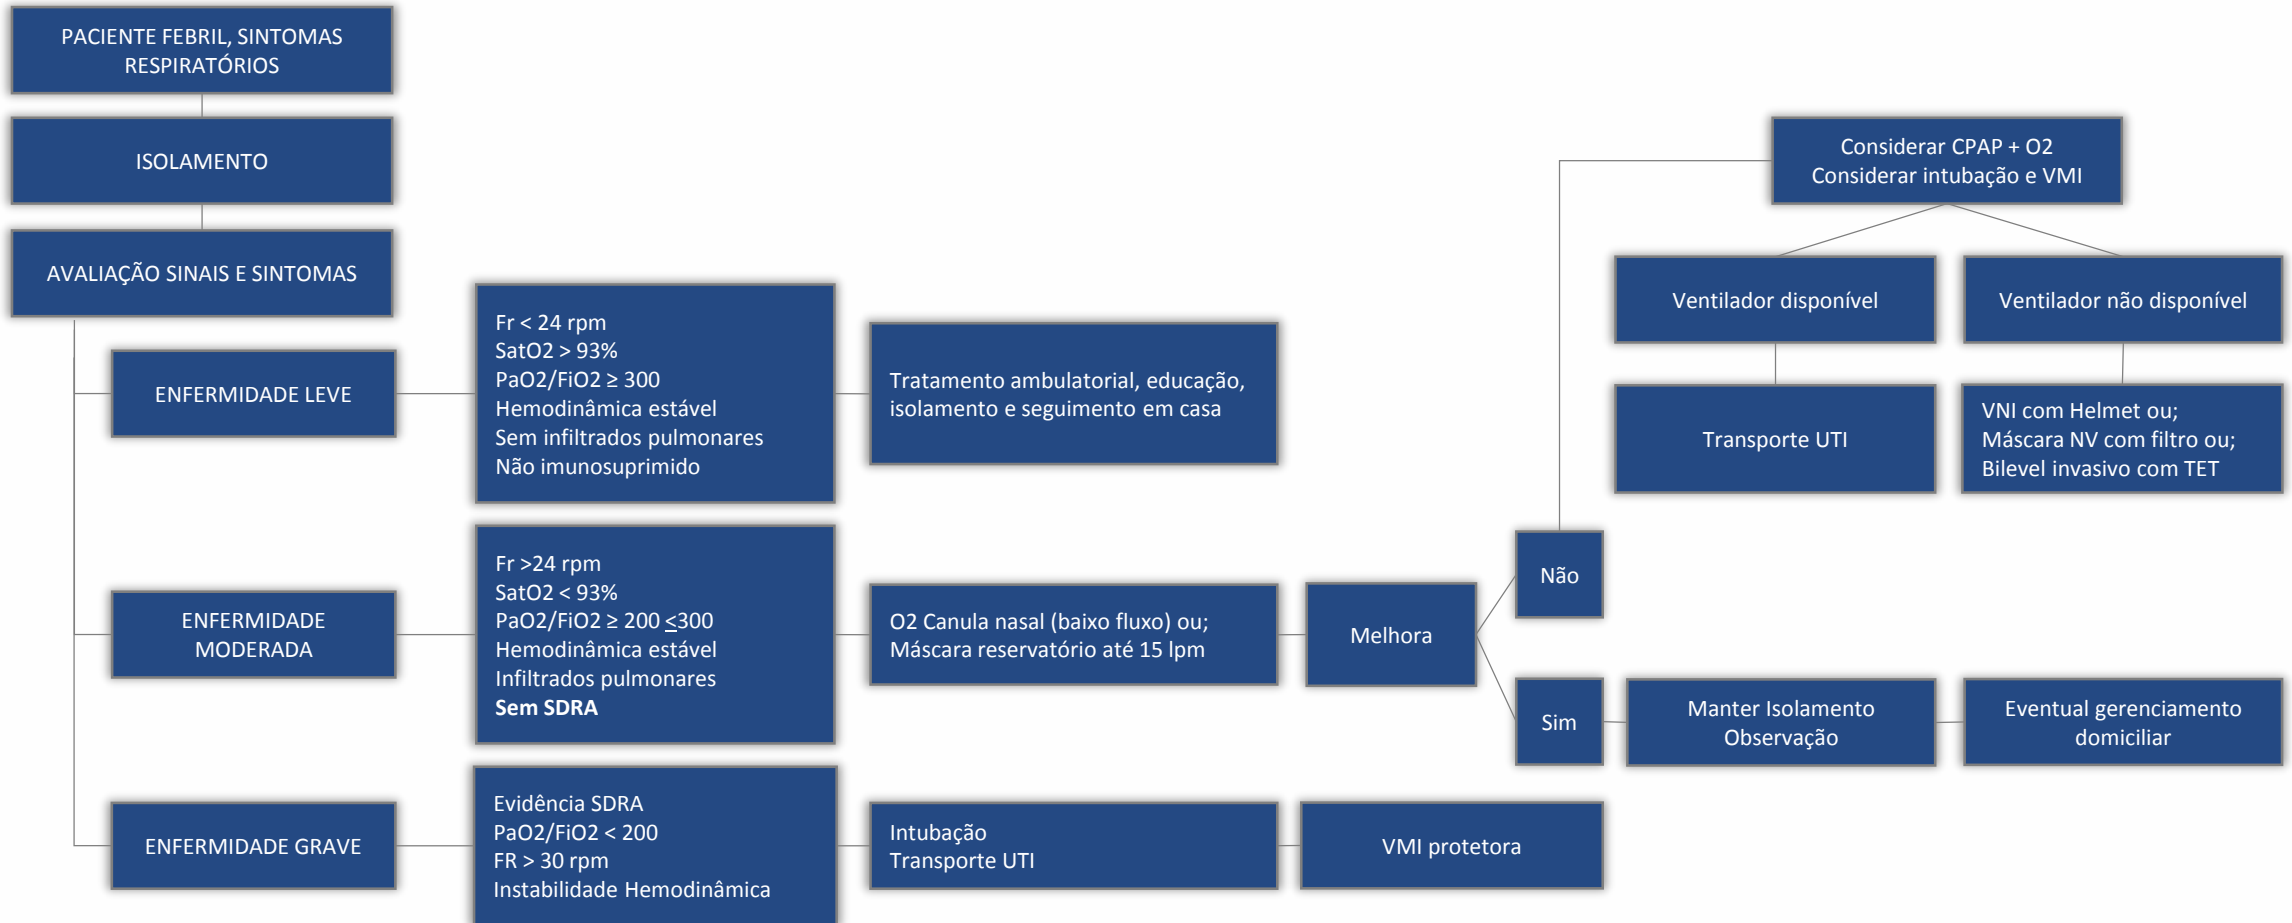 PACIENTE FEBRIL, SINTOMAS
RESPIRATÓRIOS
ISOLAMENTO
AVALIAÇÃO SINAIS E SINTOMAS
ENFERMIDADE LEVE
Fr < 24 rpm
SatO2 > 93%
PaO2/FiO2 ≥ 300
Hemodinâmica estável
Sem infiltrados pulmonares
Não imunosuprimido
Tratamento ambulatorial, educação,
isolamento e seguimento em casa
ENFERMIDADE
MODERADA
Fr >24 rpm
SatO2 < 93%
PaO2/FiO2 ≥ 200 <300
Hemodinâmica estável
Infiltrados pulmonares
Sem SDRA
O2 Canula nasal (baixo fluxo) ou;
Máscara reservatório até 15 lpm
Melhora
Não
Considerar CPAP + O2
Considerar intubação e VMI
Ventilador disponível
Transporte UTI
Ventilador não disponível
VNI com Helmet ou;
Máscara NV com filtro ou;
Bilevel invasivo com TET
Sim
Manter Isolamento
Observação
Eventual gerenciamento
domiciliar
ENFERMIDADE GRAVE
Evidência SDRA
PaO2/FiO2 < 200
FR > 30 rpm
Instabilidade Hemodinâmica
Intubação
Transporte UTI
VMI protetora